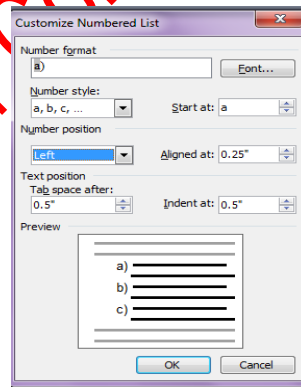 Customize Numbered List
Number format
a)
Font...
Number style:
a, b, c, ...
Start at: a
Number position
Left
Aligned at: 0.25"
Text position
Tab space after:
0.5"
Indent at: 0.5"
Preview
a)
b)
c)
OK Cancel